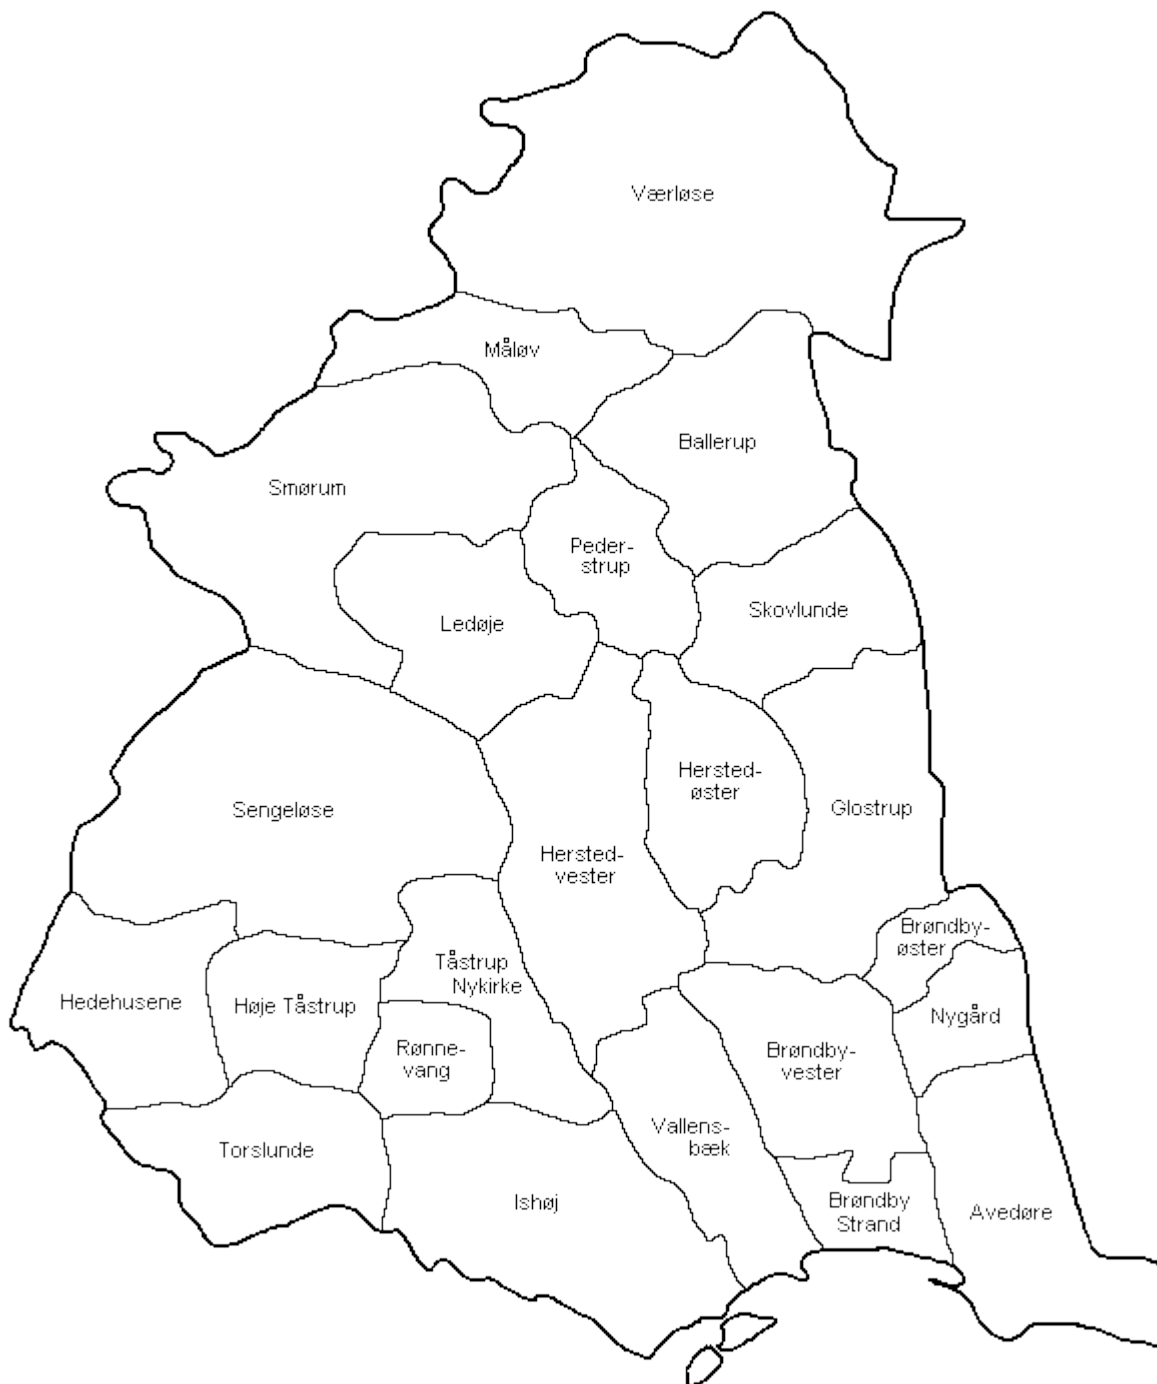 Værløse
Måløv
Ballerup
Smørum
Peder-
strup
Skovlunde
Ledøje
Hersted-
øster
Sengeløse
Glostrup
Hersted-
vester
Brøndby-
øster
Tåstrup
Nykirke
Hedehusene
Høje Tåstrup
Nygård
Rønne-
vang
Brøndby-
vester
Vallens-
bæk
Torslunde
Ishøj
Brøndby
Strand
Avedøre